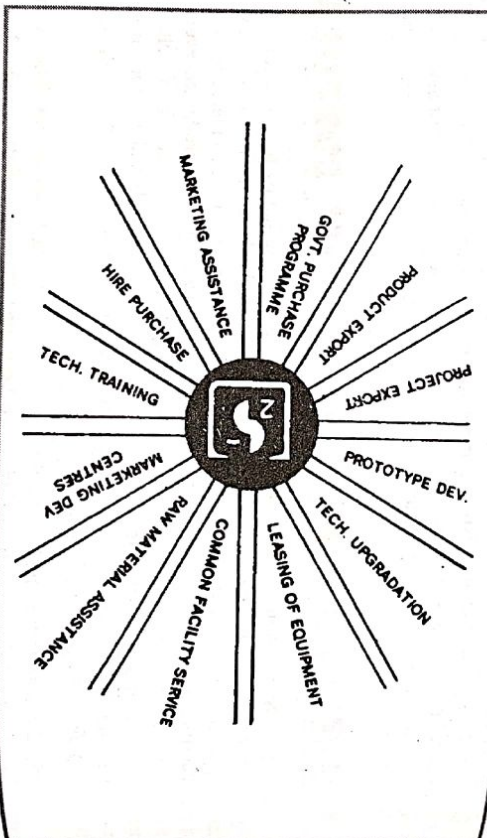 MARKETING ASSISTANCE
GOVT. PURCHASE
PROGRAMME
PRODUCT EXPORT
PROJECT EXPORT
PROTOTYPE DEV.
TECH. UPGRADATION
LEASING OF EQUIPMENT
COMMON FACILITY SERVICE
RAW MATERIAL ASSISTANCE
MARKETING DEV
CENTRES
TECH. TRAINING
HIRE PURCHASE